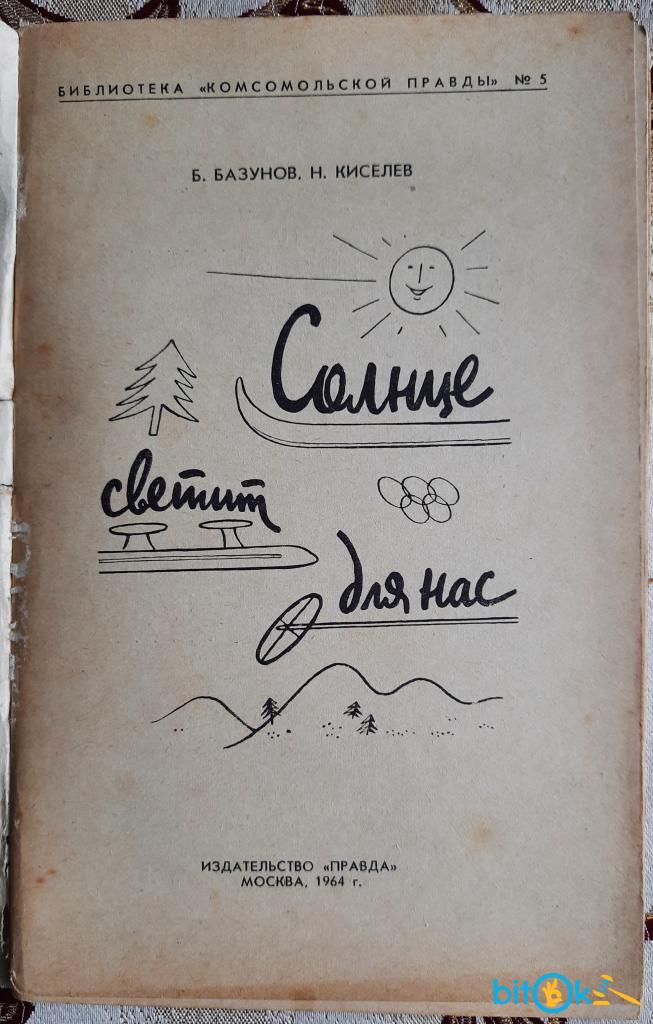 БИБЛИОТЕКА «КОМСОМОЛЬСКОЙ ПРАВДЫ» № 5
Б. БАЗУНОВ, Н. КИСЕЛЕВ
Солнце
светит
для нас
ИЗДАТЕЛЬСТВО «ПРАВДА»
МОСКВА, 1964 г.
bitOk